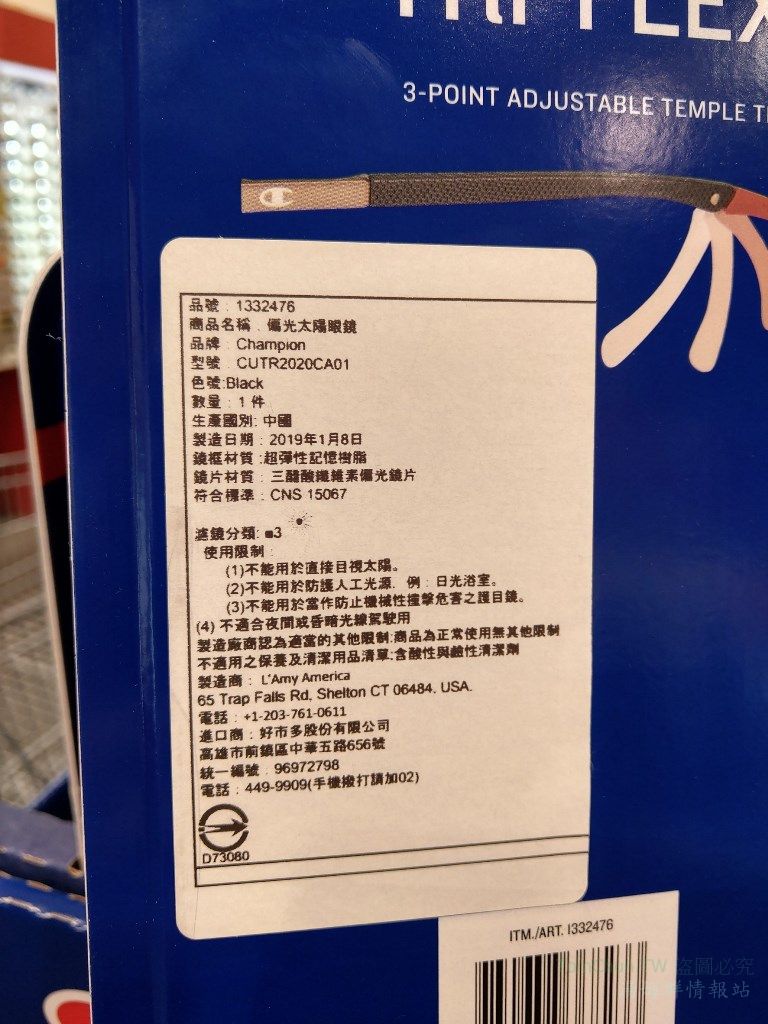 FLEX
3-POINT ADJUSTABLE TEMPLE
品號：1332476
商品名稱：偏光太陽眼鏡
品牌：Champion
型號：CUTR2020CA01
色號:Black
數量：1 件
生產國別: 中國
製造日期：2019年1月8日
鏡框材質:超彈性記憶樹脂
鏡片材質：三醋酸纖維素偏光鏡片
符合標準：CNS 15067
濾鏡分類: ■3
使用限制：
(1)不能用於直接目視太陽。
(2)不能用於防護人工光源. 例：日光浴室。
(3)不能用於當作防止機械性撞擊危害之護目鏡。
(4) 不適合夜間或昏暗光線駕駛用
製造廠商認為適當的其他限制:商品為正常使用無其他限制
不適用之保養及清潔用品清單:含酸性與鹼性清潔劑
製造商：L'Amy America
65 Trap Falls Rd, Shelton CT 06484. USA.
電話：+1-203-761-0611
進口商：好市多股份有限公司
高雄市前鎮區中華五路656號
統一編號：96972798
電話：449-9909(手機撥打請加02)
D73080
ITM./ART. 1332476
盜圖必究
情報站